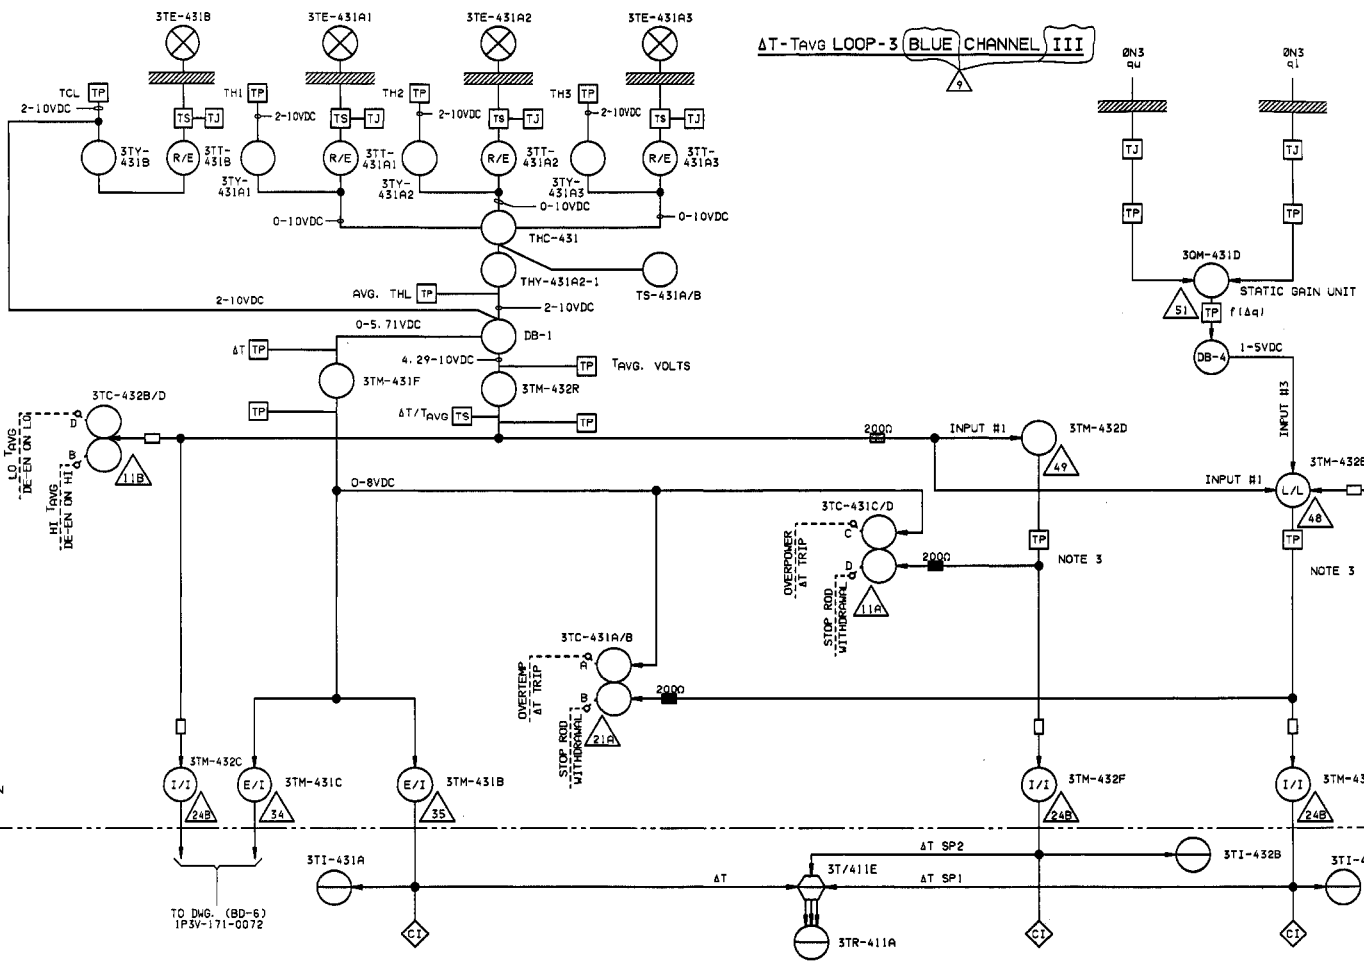 3TE-431B
3TE-431A1
3TE-431A2
3TE-431A3
ΔT-TAVG LOOP-3 BLUE CHANNEL III
9
ØN3
qu
ØN3
ql
TCL TP
2-10VDC
TS TJ
TH1 TP
2-10VDC
TS TJ
TH2 TP
2-10VDC
TS TJ
TH3 TP
2-10VDC
TS TJ
TJ
TJ
3TY-
431B
R/E
3TT-
431B
3TY-
431A1
R/E
3TT-
431A1
3TY-
431A2
R/E
3TT-
431A2
3TY-
431A3
R/E
3TT-
431A3
0-10VDC
0-10VDC
0-10VDC
TP
TP
THC-431
THY-431A2-1
TS-431A/B
3QM-431D
STATIC GAIN UNIT
51
TP f(Δq)
AVG. THL TP
2-10VDC
2-10VDC
0-5.71VDC
DB-1
DB-4
1-5VDC
ΔT TP
4.29-10VDC
TP TAVG. VOLTS
3TM-431F
3TM-432R
TP
ΔT/TAVG TS
TP
3TC-432B/D
D
B
11B
LO TAVG
DE-EN ON LO
HI TAVG
DE-EN ON HI
200Ω
INPUT #1
3TM-432D
49
INPUT #3
INPUT #1
3TM-432B
L/L
48
0-8VDC
3TC-431C/D
C
D
11A
OVERPOWER
ΔT TRIP
STOP ROD
WITHDRAWAL
200Ω
TP
NOTE 3
TP
NOTE 3
3TC-431A/B
A
B
21A
OVERTEMP
ΔT TRIP
STOP ROD
WITHDRAWAL
200Ω
3TM-432C
I/I
24B
E/I
3TM-431C
34
E/I
3TM-431B
35
I/I
3TM-432F
24B
I/I
3TM-43
24B
N
3TI-431A
ΔT
ΔT SP2
3T/411E
3TI-432B
ΔT SP1
3TI-4
TO DWG. (BD-6)
1P3V-171-0072
CI
3TR-411A
CI
CI